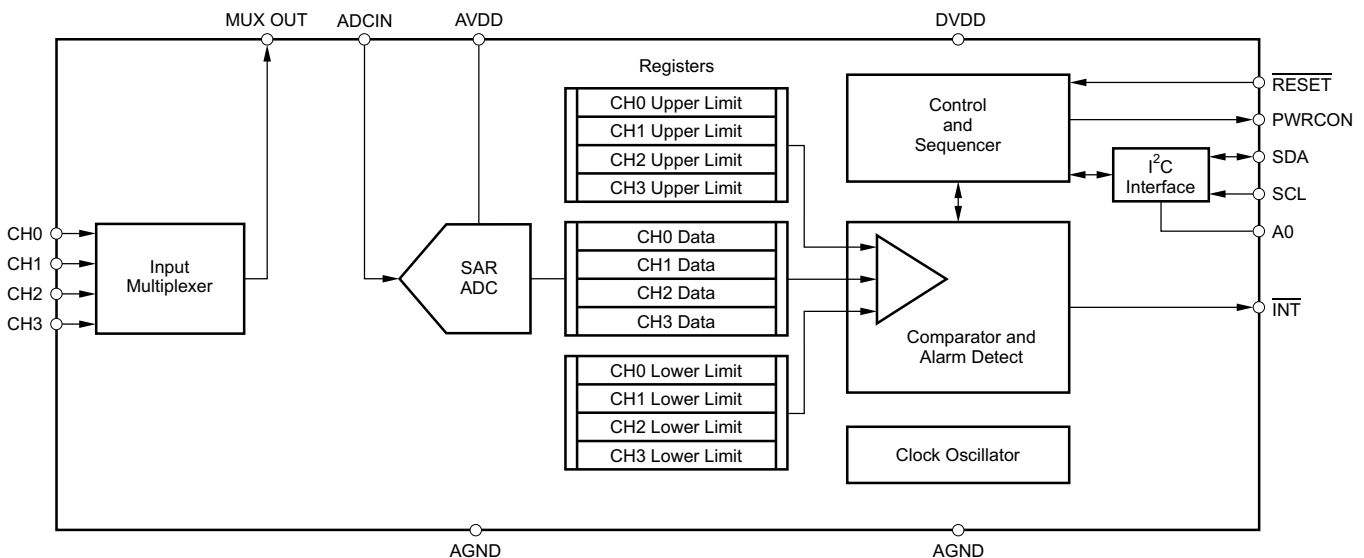 MUX OUT
ADCIN
AVDD
DVDD
Registers
CH0 Upper Limit
CH1 Upper Limit
CH2 Upper Limit
CH3 Upper Limit
Control
and
Sequencer
RESET
PWRCON
SDA
SCL
A0
I²C
Interface
CH0
CH1
CH2
CH3
Input
Multiplexer
SAR
ADC
CH0 Data
CH1 Data
CH2 Data
CH3 Data
Comparator and
Alarm Detect
INT
CH0 Lower Limit
CH1 Lower Limit
CH2 Lower Limit
CH3 Lower Limit
Clock Oscillator
AGND
AGND